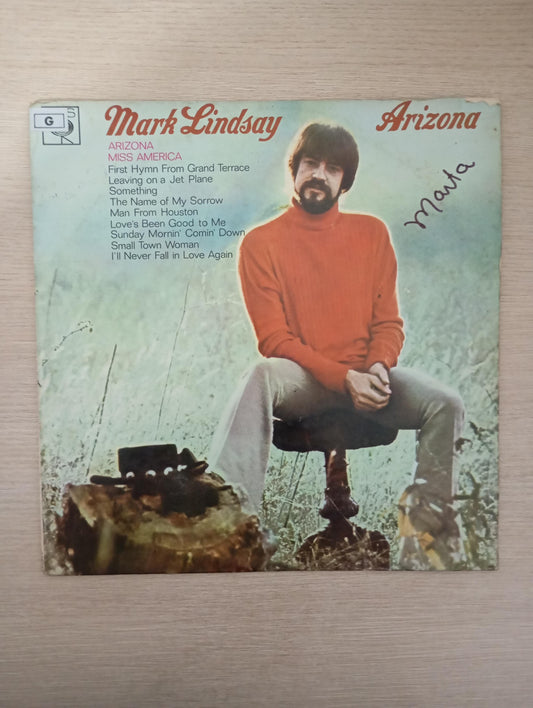 G
Mark Lindsay Arizona
ARIZONA
MISS AMERICA
First Hymn From Grand Terrace
Leaving on a Jet Plane
Something
The Name of My Sorrow
Man From Houston
Love's Been Good to Me
Sunday Mornin' Comin' Down
Small Town Woman
I'll Never Fall in Love Again
Marta